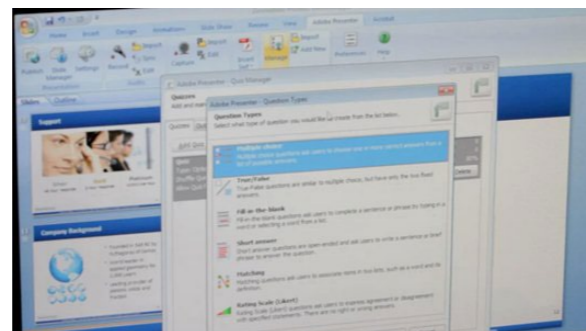 Home Insert Design Animations Slide Show Review View Adobe Presenter Acrobat
Import
Sync
Edit
Import
Edit
Import
Add New
Publish Slide Manager Settings Record Capture Insert Manage Preferences Help
Presentation Audio
Slides Outline
Adobe Presenter - Quiz Manager
Quizzes
Adobe Presenter - Question Types
Question Types
Select what type of question you would like
from the list below.
Support
Silver Gold Platinum
Multiple choice
Multiple choice questions ask users to choose one or more correct answers from a
list of possible answers.
True/False
True-False questions are similar to multiple choice, but have only the two fixed
answers.
Fill-in-the-blank
Fill-in-the-blank questions ask users to complete a sentence or phrase by typing in a
word or selecting a word from a list.
Short answer
Short answer questions are open-ended and ask users to write a sentence or brief
phrase to answer the question.
Matching
Matching questions ask users to associate items in two lists, such as a word and its
definition.
Rating Scale (Likert)
Rating Scale (Likert) questions ask users to express agreement or disagreement
with specified statements. There are no right or wrong answers.
Delete
Company Background